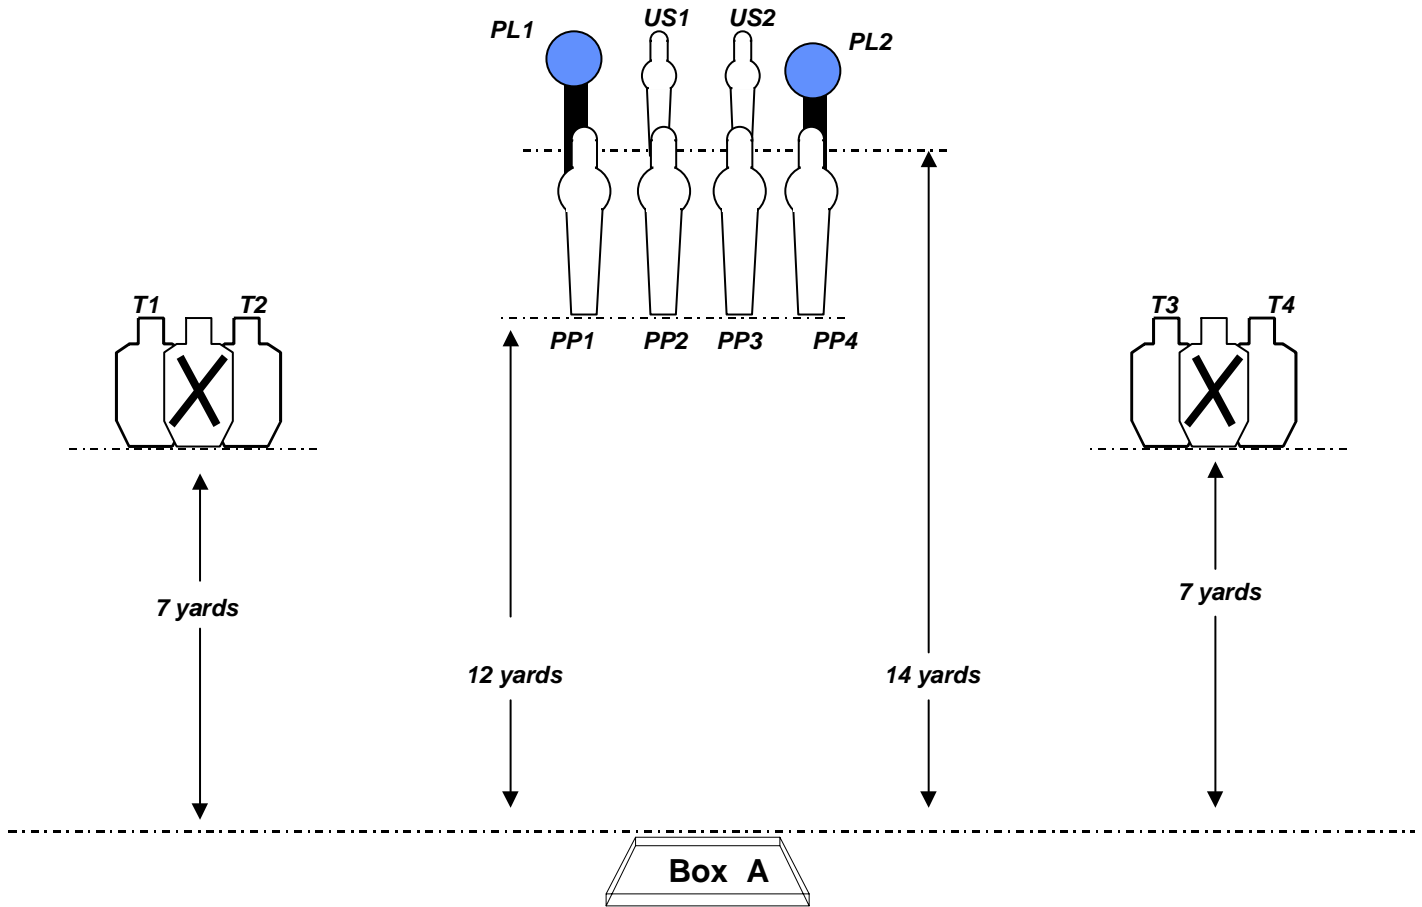 US1 US2
PL1
PL2
T1 T2
T3 T4
PP1 PP2 PP3 PP4
7 yards
7 yards
12 yards
14 yards
Box A